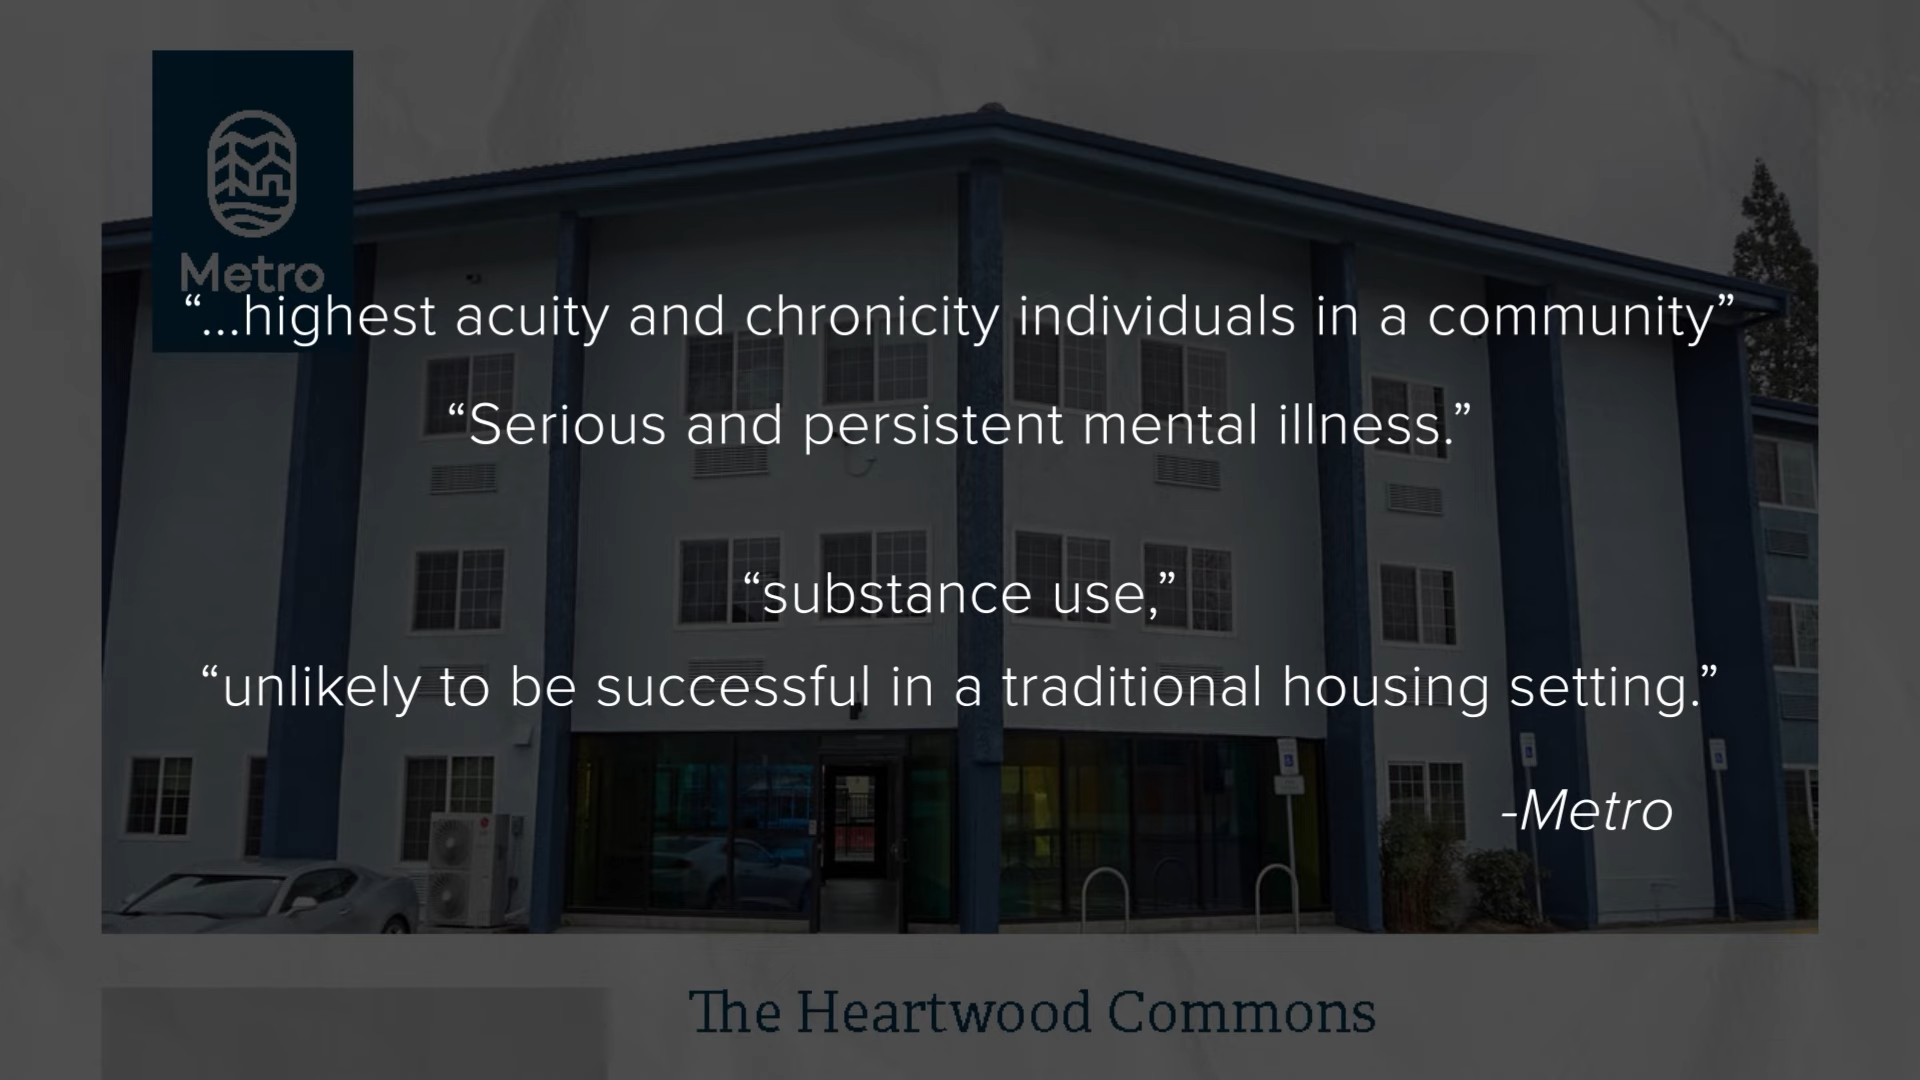 Metro
“...highest acuity and chronicity individuals in a community”
“Serious and persistent mental illness.”
“substance use,”
“unlikely to be successful in a traditional housing setting.”
-Metro
The Heartwood Commons